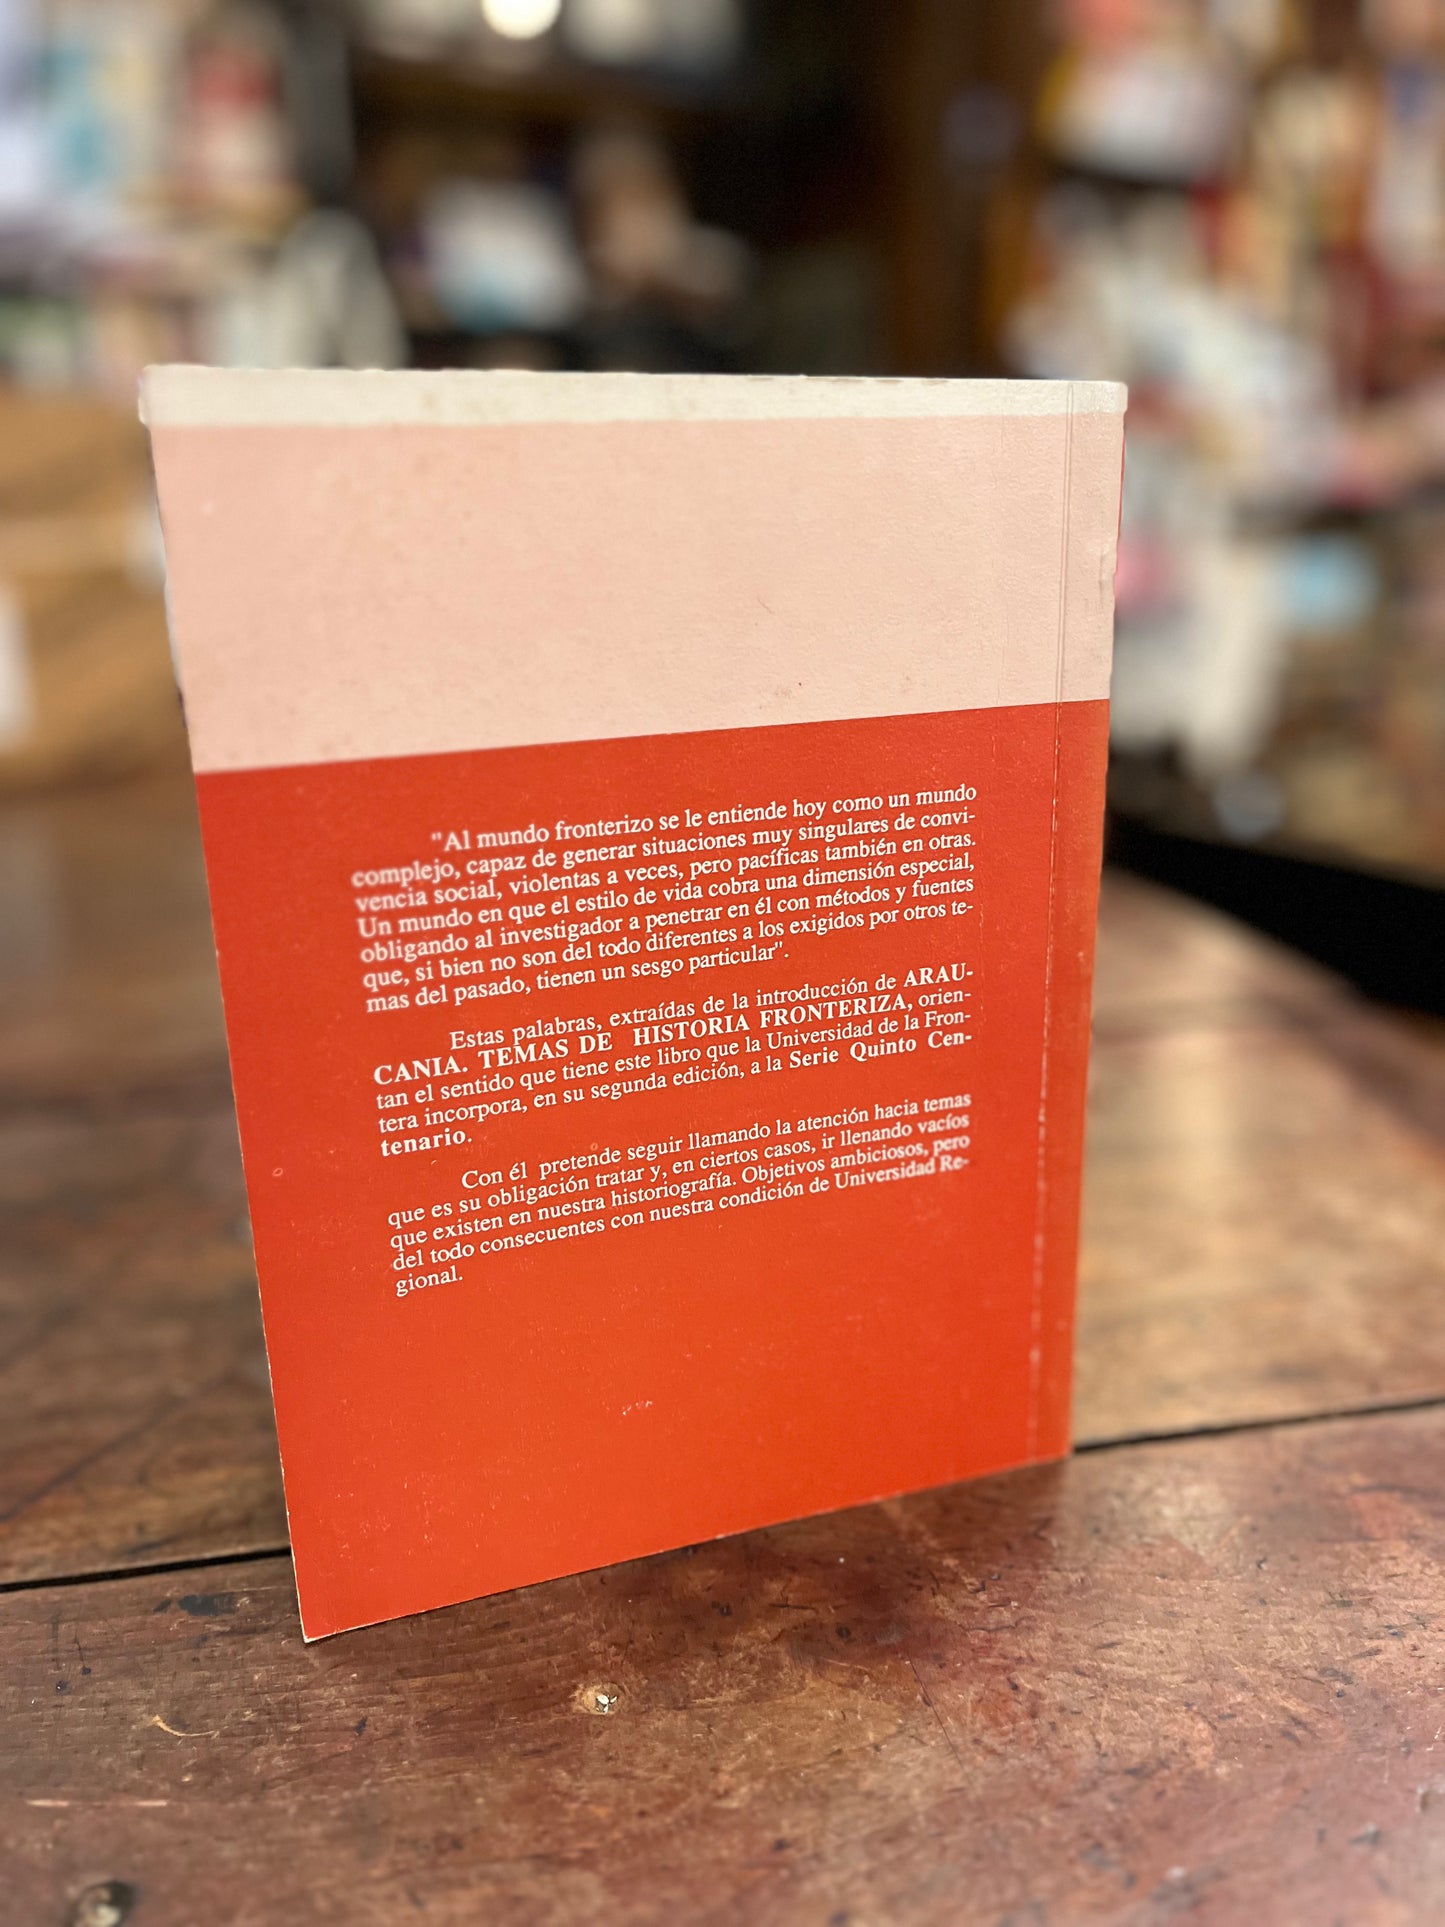 "Al mundo fronterizo se le entiende hoy como un mundo
complejo, capaz de generar situaciones muy singulares de convi-
vencia social, violentas a veces, pero pacíficas también en otras.
Un mundo en que el estilo de vida cobra una dimensión especial,
obligando al investigador a penetrar en él con métodos y fuentes
que, si bien no son del todo diferentes a los exigidos por otros te-
mas del pasado, tienen un sesgo particular".
Estas palabras, extraídas de la introducción de ARAU-
CANIA. TEMAS DE HISTORIA FRONTERIZA, orien-
tan el sentido que tiene este libro que la Universidad de la Fron-
tera incorpora, en su segunda edición, a la Serie Quinto Cen-
tenario.
Con él pretende seguir llamando la atención hacia temas
que es su obligación tratar y, en ciertos casos, ir llenando vacíos
que existen en nuestra historiografía. Objetivos ambiciosos, pero
del todo consecuentes con nuestra condición de Universidad Re-
gional.